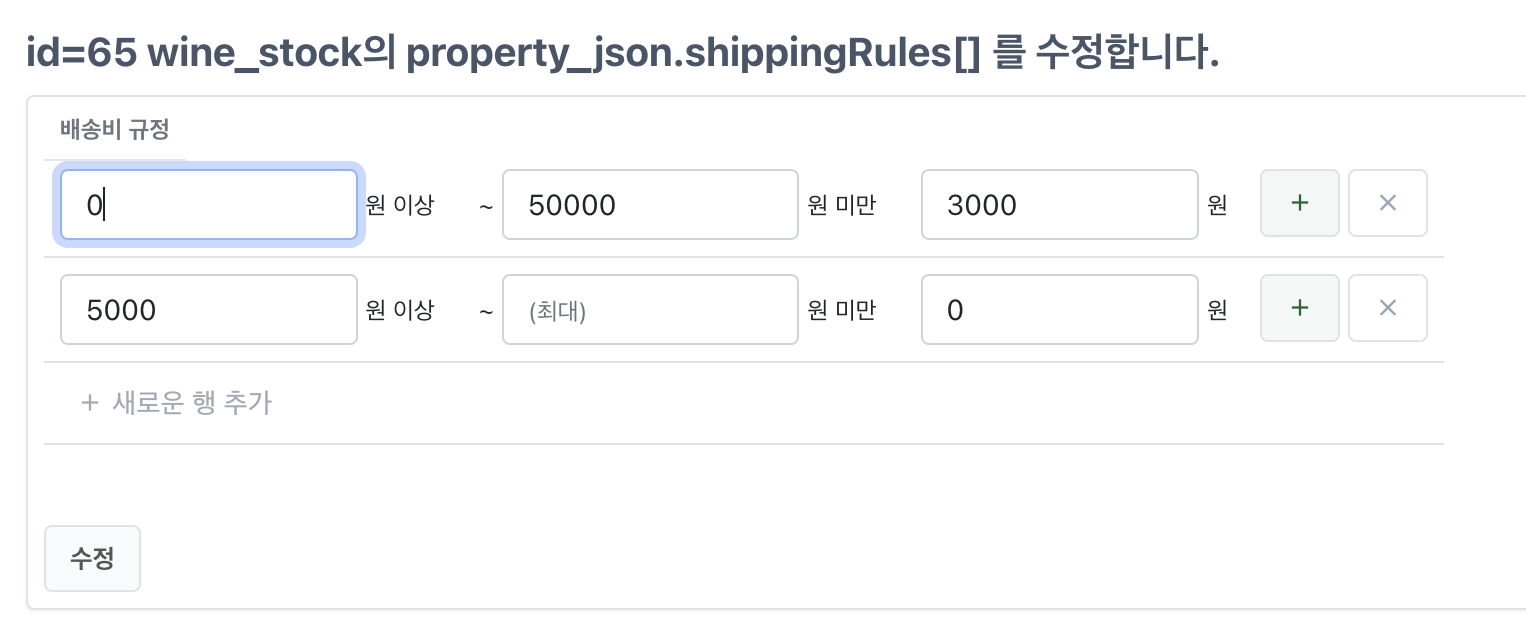 id=65 wine_stock의 property_json.shippingRules[] 를 수정합니다.
배송비 규정
0 원 이상 ~ 50000 원 미만 3000 원 + ×
5000 원 이상 ~ (최대) 원 미만 0 원 + ×
+ 새로운 행 추가
수정